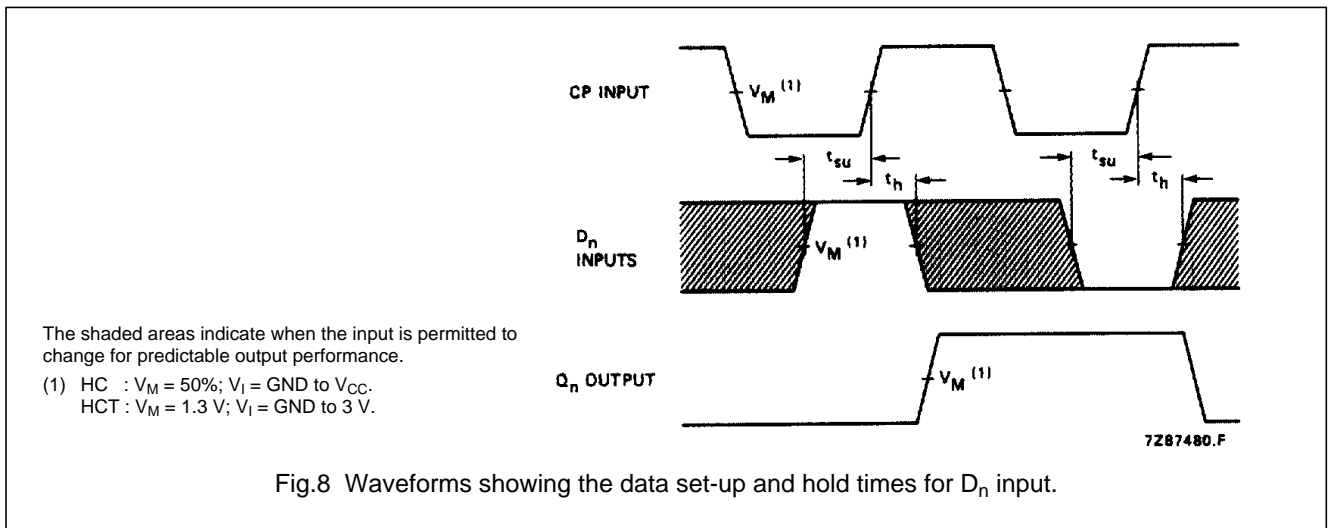 CP INPUT
V_M (1)
t_su
t_su
t_h
t_h
D_n
INPUTS
V_M (1)
The shaded areas indicate when the input is permitted to
change for predictable output performance.
(1) HC : V_M = 50%; V_I = GND to V_CC.
HCT : V_M = 1.3 V; V_I = GND to 3 V.
Q_n OUTPUT
V_M (1)
7Z87480.F
Fig.8 Waveforms showing the data set-up and hold times for D_n input.